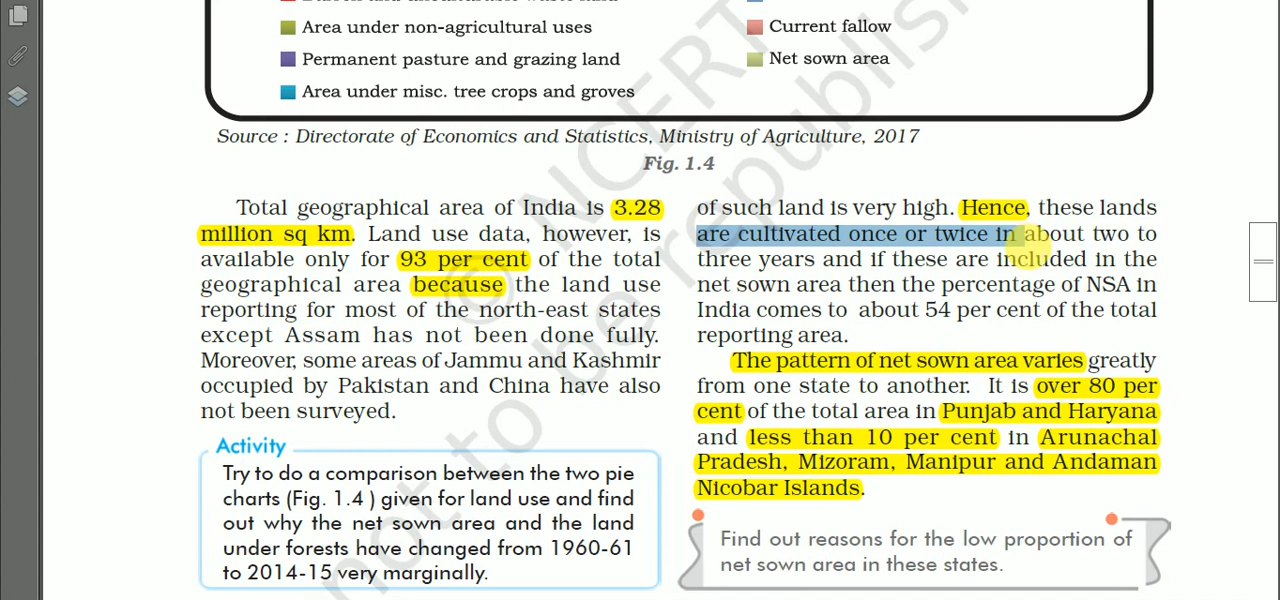 Area under non-agricultural uses
Permanent pasture and grazing land
Area under misc. tree crops and groves
Current fallow
Net sown area
Source : Directorate of Economics and Statistics, Ministry of Agriculture, 2017
Fig. 1.4
Total geographical area of India is 3.28
million sq km. Land use data, however, is
available only for 93 per cent of the total
geographical area because the land use
reporting for most of the north-east states
except Assam has not been done fully.
Moreover, some areas of Jammu and Kashmir
occupied by Pakistan and China have also
not been surveyed.
Activity
Try to do a comparison between the two pie
charts (Fig. 1.4 ) given for land use and find
out why the net sown area and the land
under forests have changed from 1960-61
to 2014-15 very marginally.
of such land is very high. Hence, these lands
are cultivated once or twice in about two to
three years and if these are included in the
net sown area then the percentage of NSA in
India comes to about 54 per cent of the total
reporting area.
The pattern of net sown area varies greatly
from one state to another. It is over 80 per
cent of the total area in Punjab and Haryana
and less than 10 per cent in Arunachal
Pradesh, Mizoram, Manipur and Andaman
Nicobar Islands.
Find out reasons for the low proportion of
net sown area in these states.
© NCERT
not to be republish